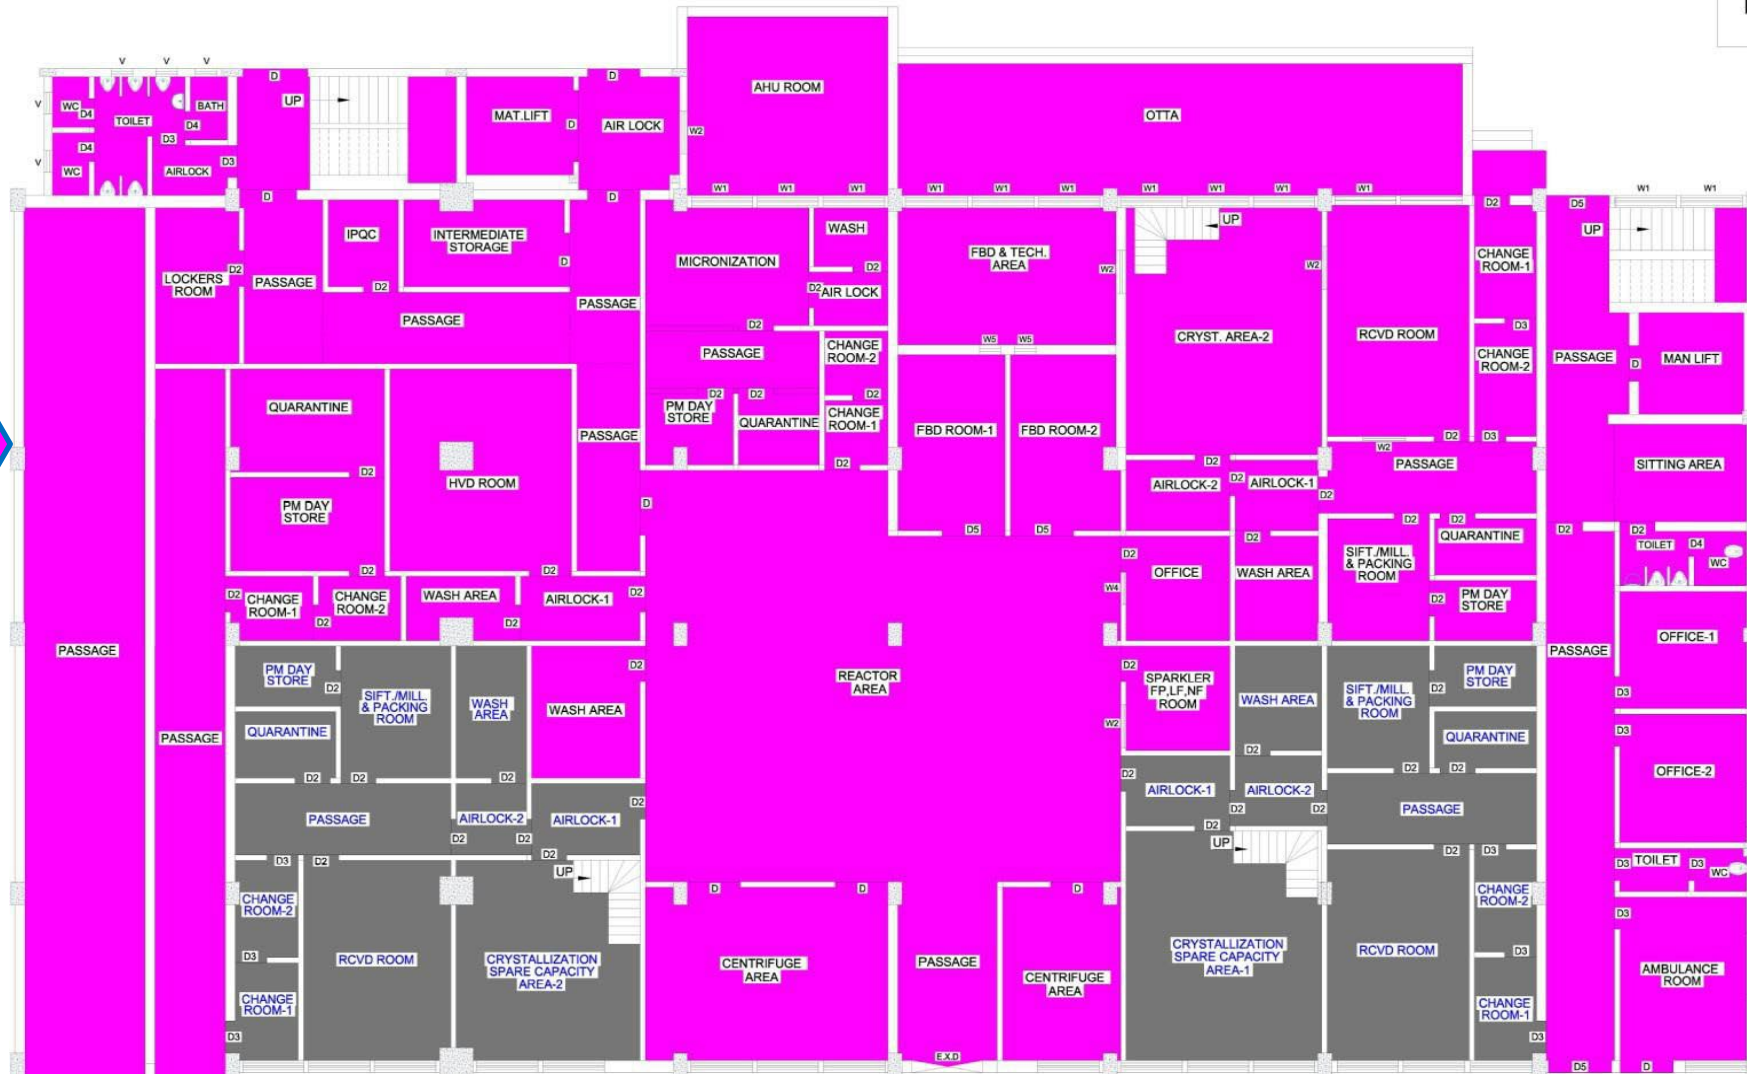 V V V
D
D
AHU ROOM
WC
D4
BATH
UP
MAT.LIFT
V
TOILET
D4
D
AIR LOCK
OTTA
W2
D3
D4
V
WC
AIRLOCK
D3
D
D
W1 W1 W1 W1 W1 W1 W1 W1 W1 W1
W1 W1
D2
D5
IPQC
INTERMEDIATE
STORAGE
WASH
UP
UP
FBD & TECH.
AREA
CHANGE
ROOM-1
LOCKERS
ROOM
D2
PASSAGE
D2
D
MICRONIZATION
D2
D2
AIR LOCK
W2
W2
PASSAGE
PASSAGE
D2
D3
PASSAGE
CHANGE
ROOM-2
W5 W5
CRYST. AREA-2
RCVD ROOM
CHANGE
ROOM-2
PASSAGE
D
MAN LIFT
QUARANTINE
D2 D2
D2
PM DAY
STORE
QUARANTINE
CHANGE
ROOM-1
PASSAGE
FBD ROOM-1
FBD ROOM-2
D2 D3
W2
D2
D2
D2
PASSAGE
SITTING AREA
HVD ROOM
D2
AIRLOCK-2
AIRLOCK-1
D2
PM DAY
STORE
D
D5 D5
D2
D2 D2
D2
D2
QUARANTINE
TOILET
D4
WC
D2
D2
D2
OFFICE
WASH AREA
SIFT./MILL.
& PACKING
ROOM
D2
CHANGE
ROOM-1
D2
CHANGE
ROOM-2
WASH AREA
D2
AIRLOCK-1
D2
W4
D2
PM DAY
STORE
OFFICE-1
PASSAGE
PASSAGE
PM DAY
STORE
D2
SIFT./MILL.
& PACKING
ROOM
WASH
AREA
D2
WASH AREA
REACTOR
AREA
D2
SPARKLER
FP,LF,NF
ROOM
WASH AREA
SIFT./MILL.
& PACKING
ROOM
D2
PM DAY
STORE
D3
QUARANTINE
PASSAGE
W2
D2
QUARANTINE
D3
D2 D2
D2
D2
D2 D2
OFFICE-2
PASSAGE
AIRLOCK-2
D2 D2
AIRLOCK-1
D2
AIRLOCK-1
D2
D2
AIRLOCK-2
D2
PASSAGE
D3 D2
D2
UP
UP
D2 D3
D3
TOILET
D3
WC
CHANGE
ROOM-2
D D D
CHANGE
ROOM-2
D3
D3
RCVD ROOM
CRYSTALLIZATION
SPARE CAPACITY
AREA-2
CENTRIFUGE
AREA
PASSAGE
CENTRIFUGE
AREA
CRYSTALLIZATION
SPARE CAPACITY
AREA-1
RCVD ROOM
D3
AMBULANCE
ROOM
CHANGE
ROOM-1
CHANGE
ROOM-1
D3
E.X.D
D3
D5
D